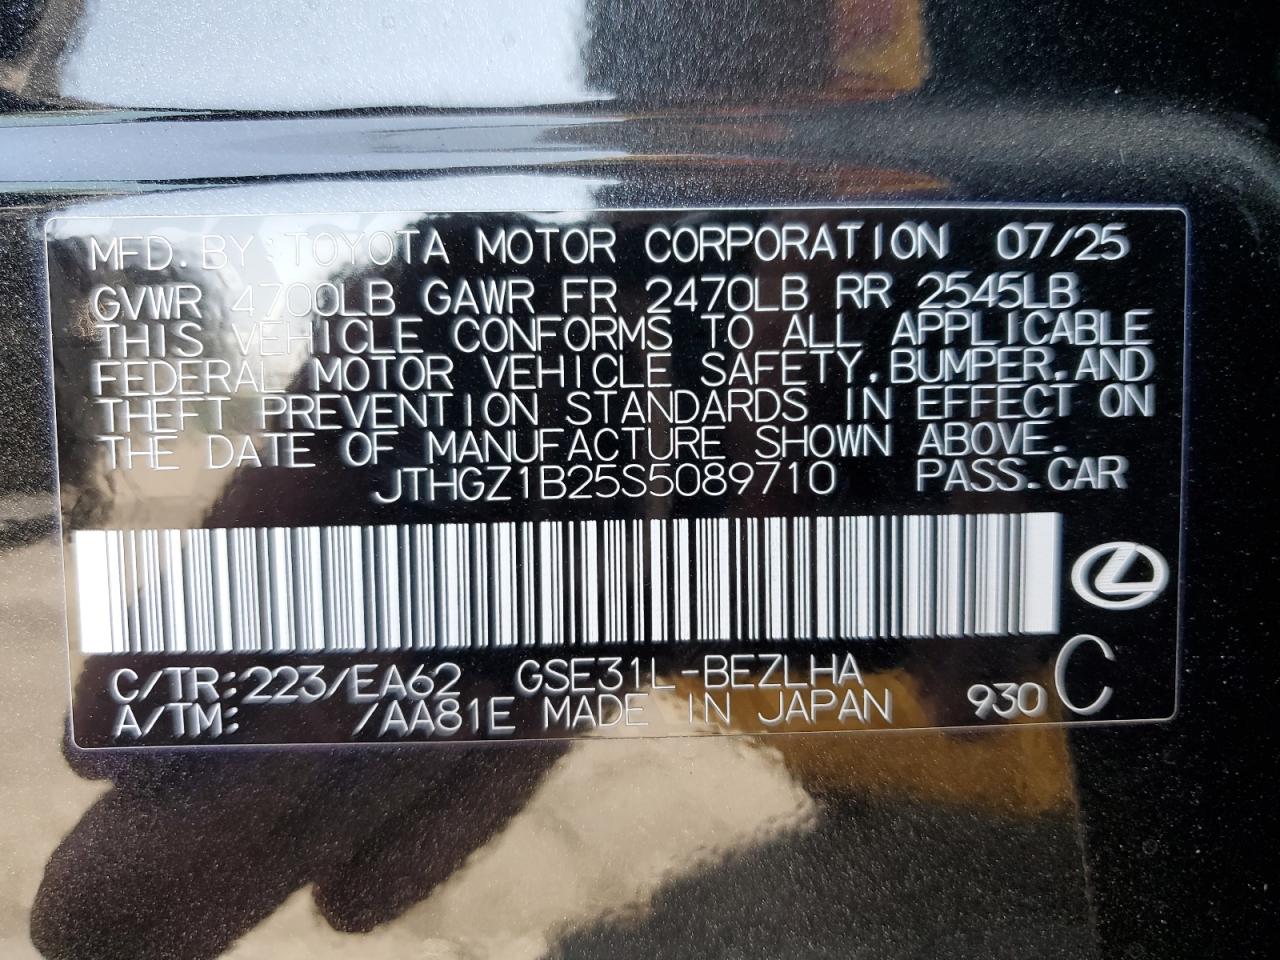 MFD. BY: TOYOTA MOTOR CORPORATION 07/25
GVWR 4700LB GAWR FR 2470LB RR 2545LB
THIS VEHICLE CONFORMS TO ALL APPLICABLE
FEDERAL MOTOR VEHICLE SAFETY, BUMPER, AND
THEFT PREVENTION STANDARDS IN EFFECT ON
THE DATE OF MANUFACTURE SHOWN ABOVE.
JTHGZ1B25S5089710 PASS. CAR
C/TR:223/EA62 GSE31L-BEZLHA
A/TM: /AA81E MADE IN JAPAN 930 C